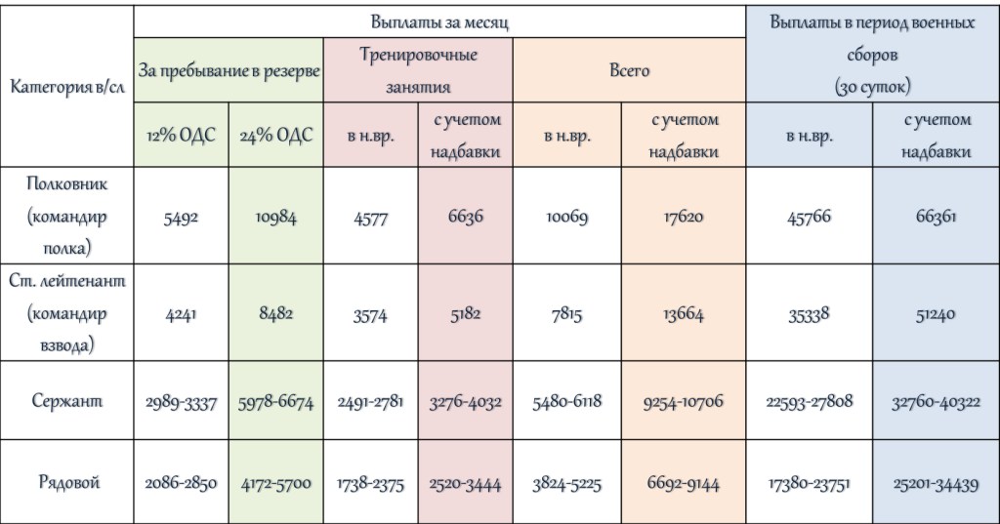 Категория в/сл
Выплаты за месяц
Выплаты в период военных
сборов
(30 суток)
За пребывание в резерве
Тренировочные
занятия
Всего
12% ОДС
24% ОДС
в н.вр.
с учетом
надбавки
в н.вр.
с учетом
надбавки
в н.вр.
с учетом
надбавки
Полковник
(командир
полка)
5492
10984
4577
6636
10069
17620
45766
66361
Ст. лейтенант
(командир
взвода)
4241
8482
3574
5182
7815
13664
35338
51240
Сержант
2989-3337
5978-6674
2491-2781
3276-4032
5480-6118
9254-10706
22593-27808
32760-40322
Рядовой
2086-2850
4172-5700
1738-2375
2520-3444
3824-5225
6692-9144
17380-23751
25201-34439